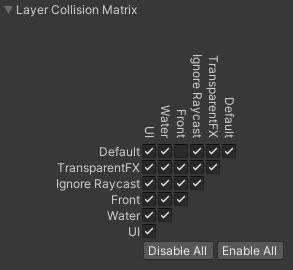 Layer Collision Matrix
Default
TransparentFX
Ignore Raycast
Front
Water
UI
Default
TransparentFX
Ignore Raycast
Front
Water
UI
Disable All Enable All